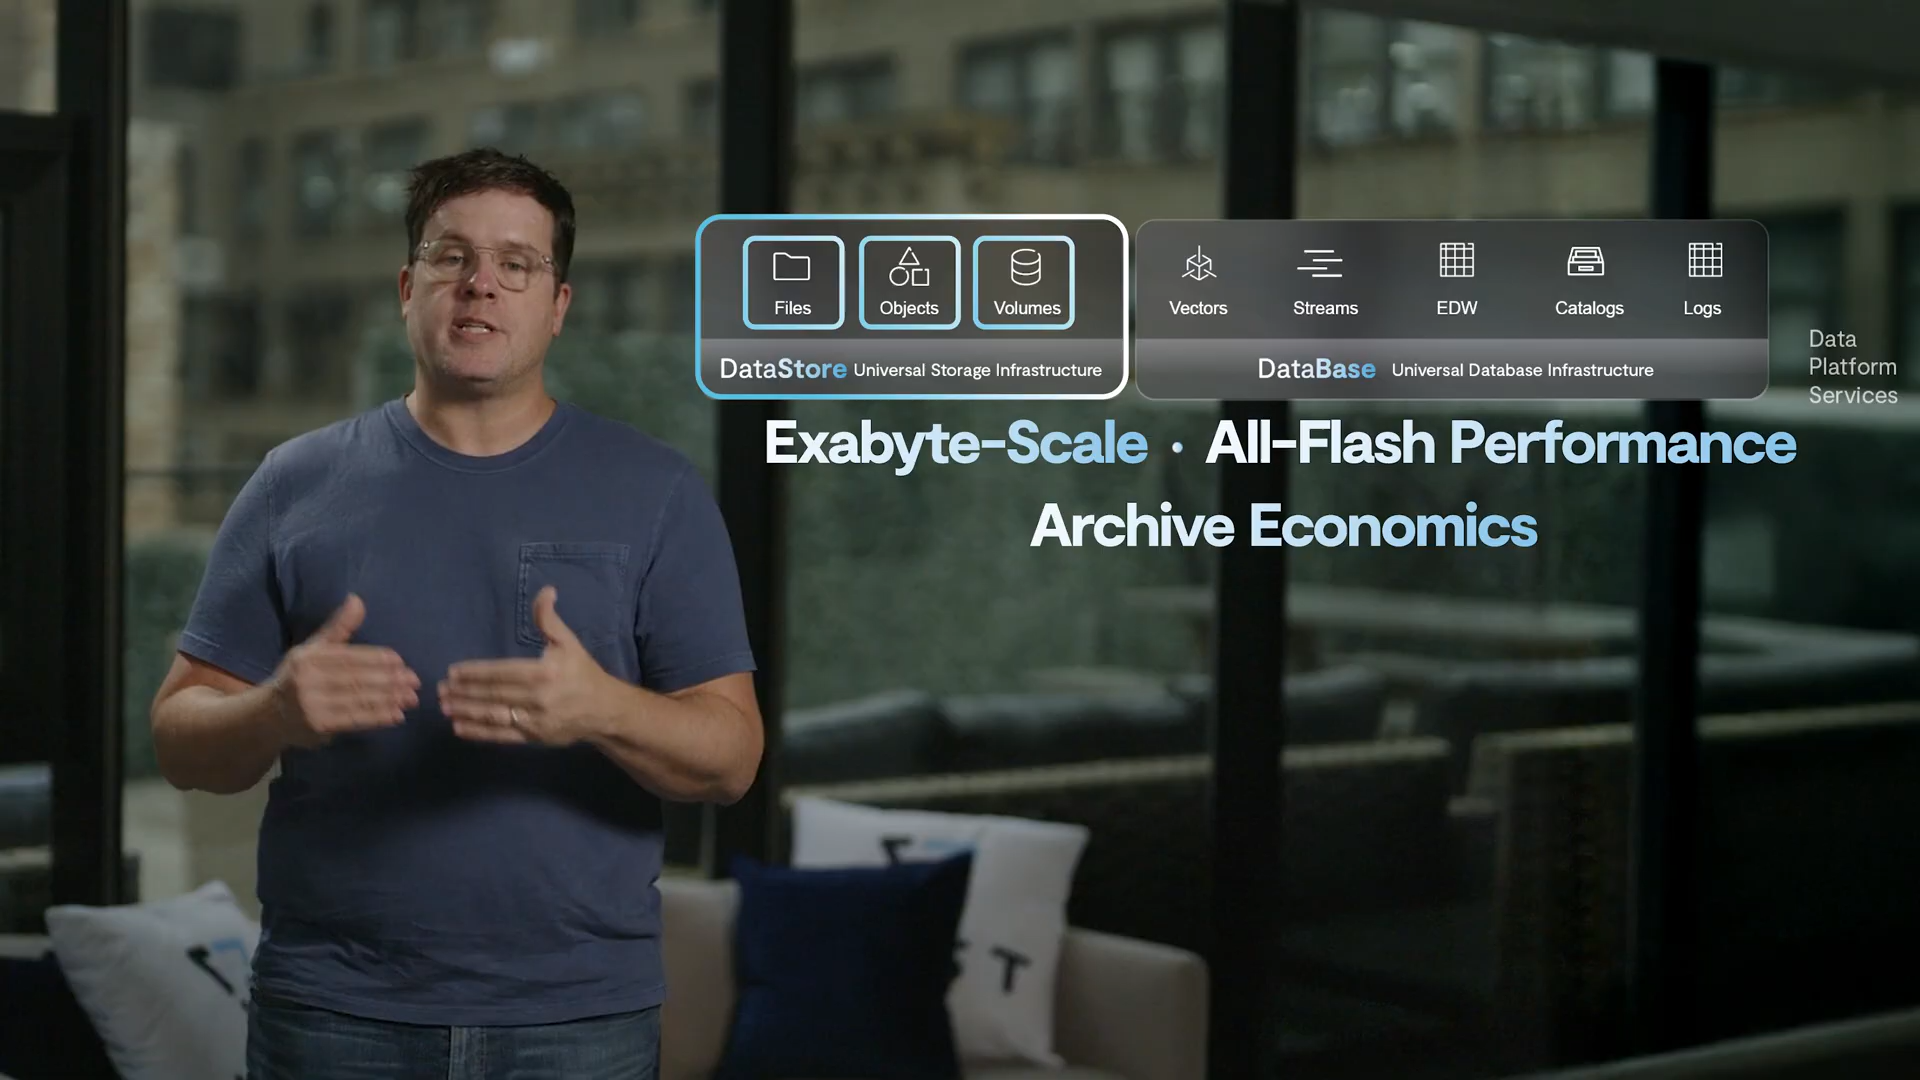 Files
Objects
Volumes
DataStore Universal Storage Infrastructure
Vectors
Streams
EDW
Catalogs
Logs
DataBase Universal Database Infrastructure
Data
Platform
Services
Exabyte-Scale · All-Flash Performance
Archive Economics